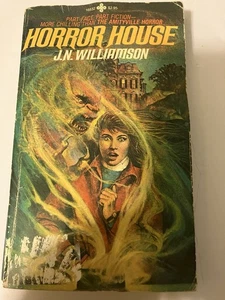 PART-FACT, PART FICTION—
MORE CHILLING THAN THE AMITYVILLE HORROR
HORROR HOUSE
J.N. WILLIAMSON